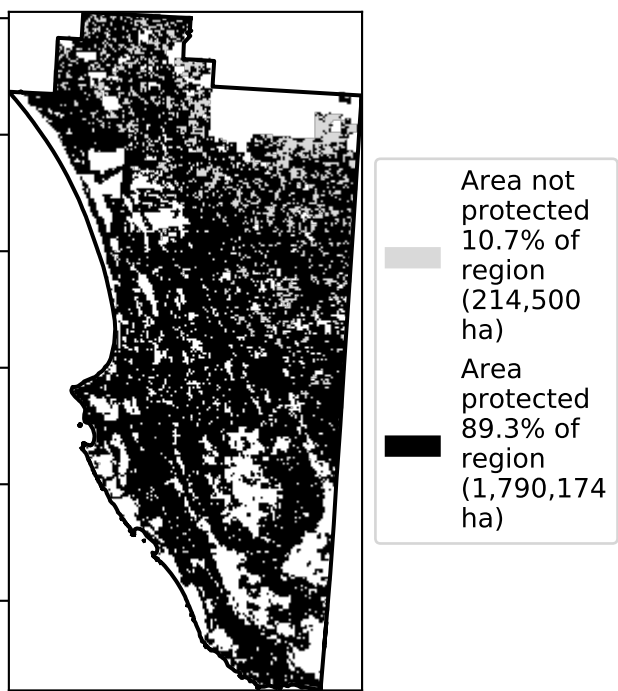 Area not
protected
10.7% of
region
(214,500
ha)
Area
protected
89.3% of
region
(1,790,174
ha)